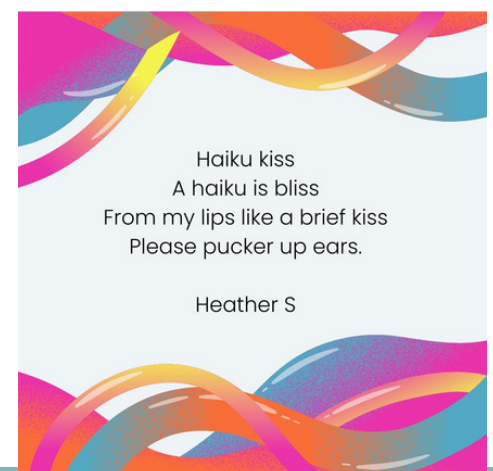 Haiku kiss
A haiku is bliss
From my lips like a brief kiss
Please pucker up ears.
Heather S